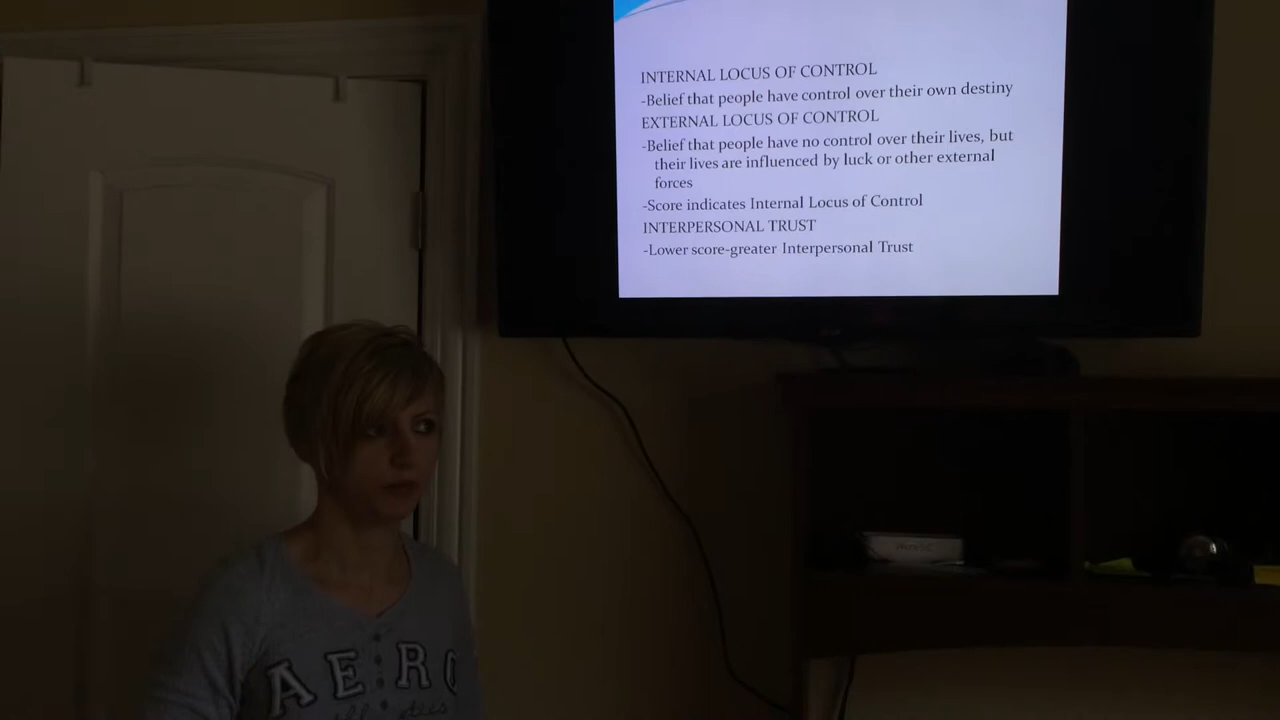 INTERNAL LOCUS OF CONTROL
-Belief that people have control over their own destiny
EXTERNAL LOCUS OF CONTROL
-Belief that people have no control over their lives, but
their lives are influenced by luck or other external
forces
-Score indicates Internal Locus of Control
INTERPERSONAL TRUST
-Lower score-greater Interpersonal Trust
AERO